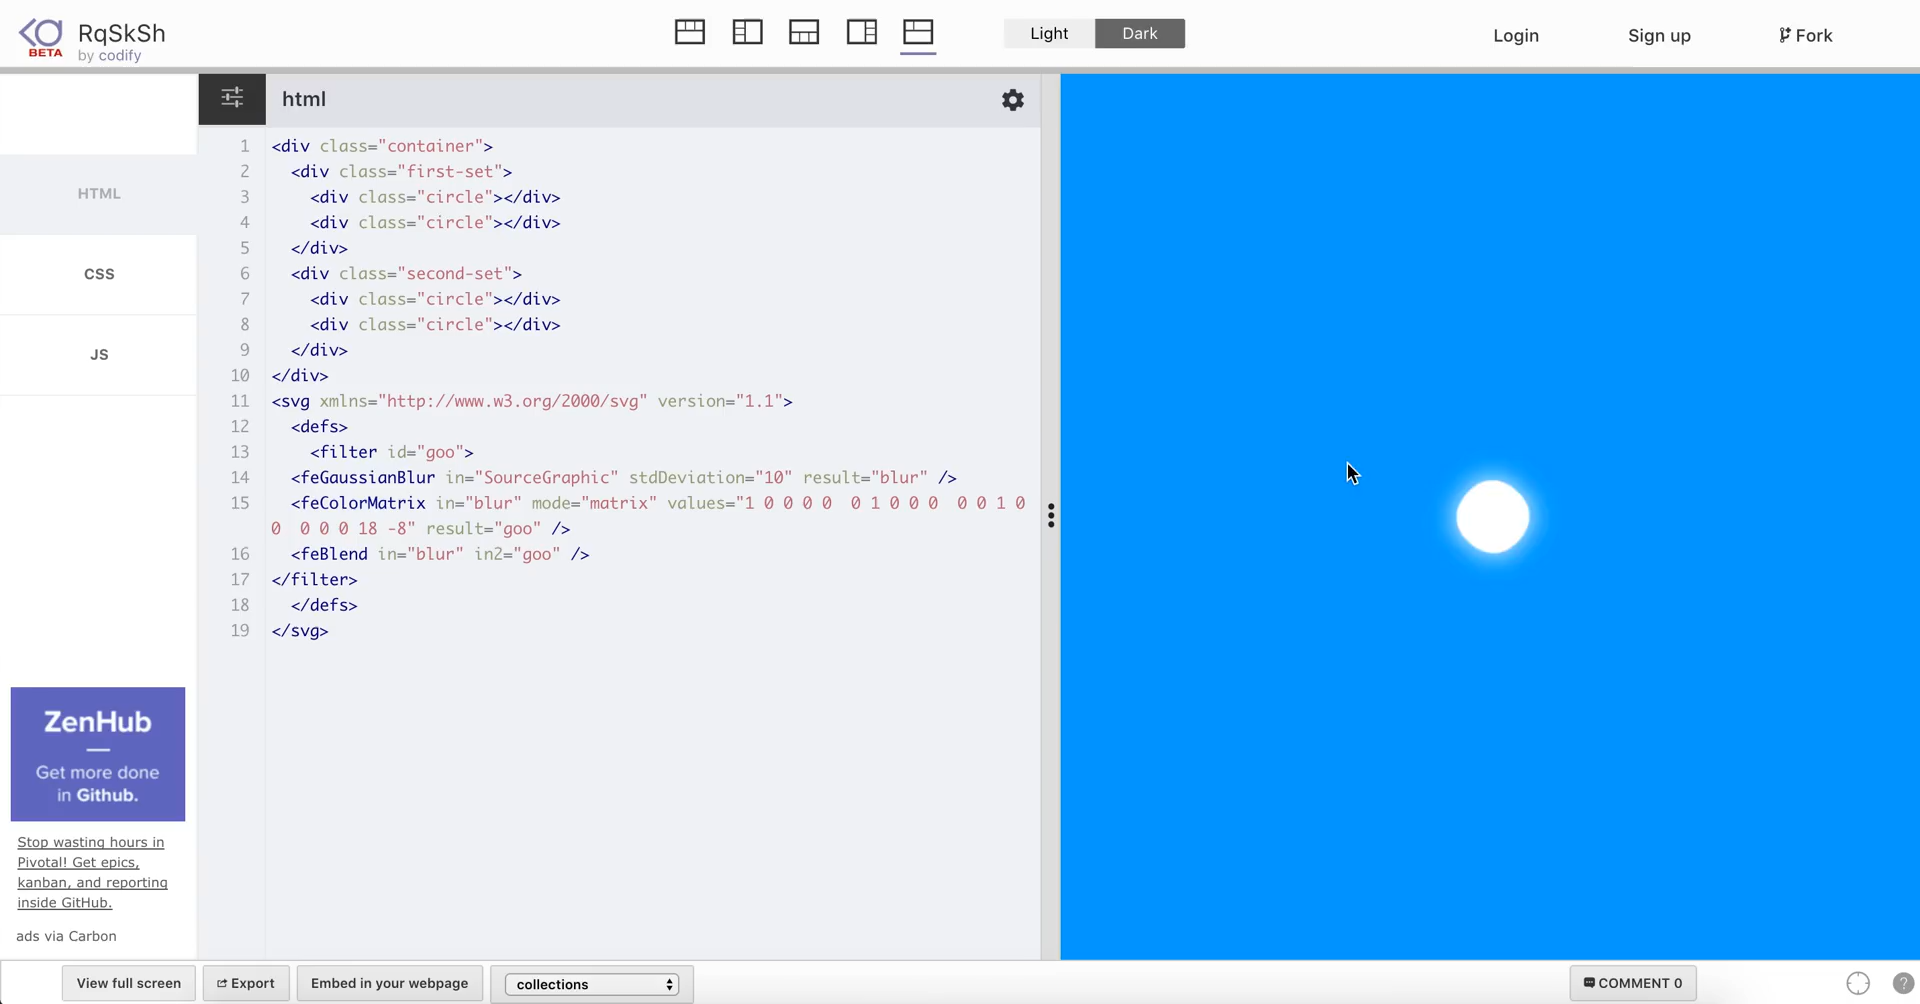 RqSkSh
BETA
by codify
Light
Dark
Login
Sign up
Fork
html
HTML
CSS
JS
1 <div class="container">
2 <div class="first-set">
3 <div class="circle"></div>
4 <div class="circle"></div>
5 </div>
6 <div class="second-set">
7 <div class="circle"></div>
8 <div class="circle"></div>
9 </div>
10 </div>
11 <svg xmlns="http://www.w3.org/2000/svg" version="1.1">
12 <defs>
13 <filter id="goo">
14 <feGaussianBlur in="SourceGraphic" stdDeviation="10" result="blur" />
15 <feColorMatrix in="blur" mode="matrix" values="1 0 0 0 0  0 1 0 0 0  0 0 1 0
0  0 0 0 18 -8" result="goo" />
16 <feBlend in="blur" in2="goo" />
17 </filter>
18 </defs>
19 </svg>
ZenHub
Get more done
in Github.
Stop wasting hours in
Pivotal! Get epics,
kanban, and reporting
inside GitHub.
ads via Carbon
View full screen
Export
Embed in your webpage
collections
COMMENT 0
?